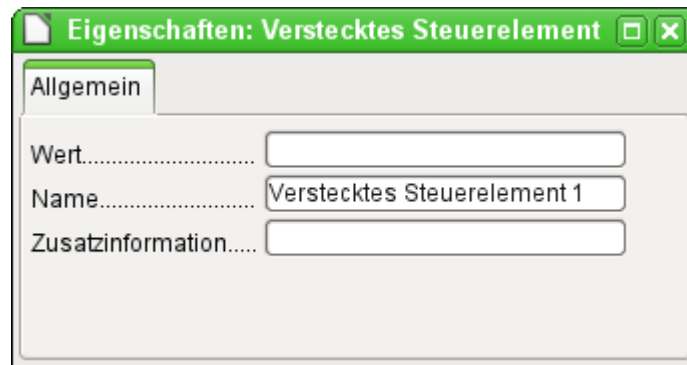 Eigenschaften: Verstecktes Steuerelement
Allgemein
Wert............................
Name..........................
Verstecktes Steuerelement 1
Zusatzinformation.....